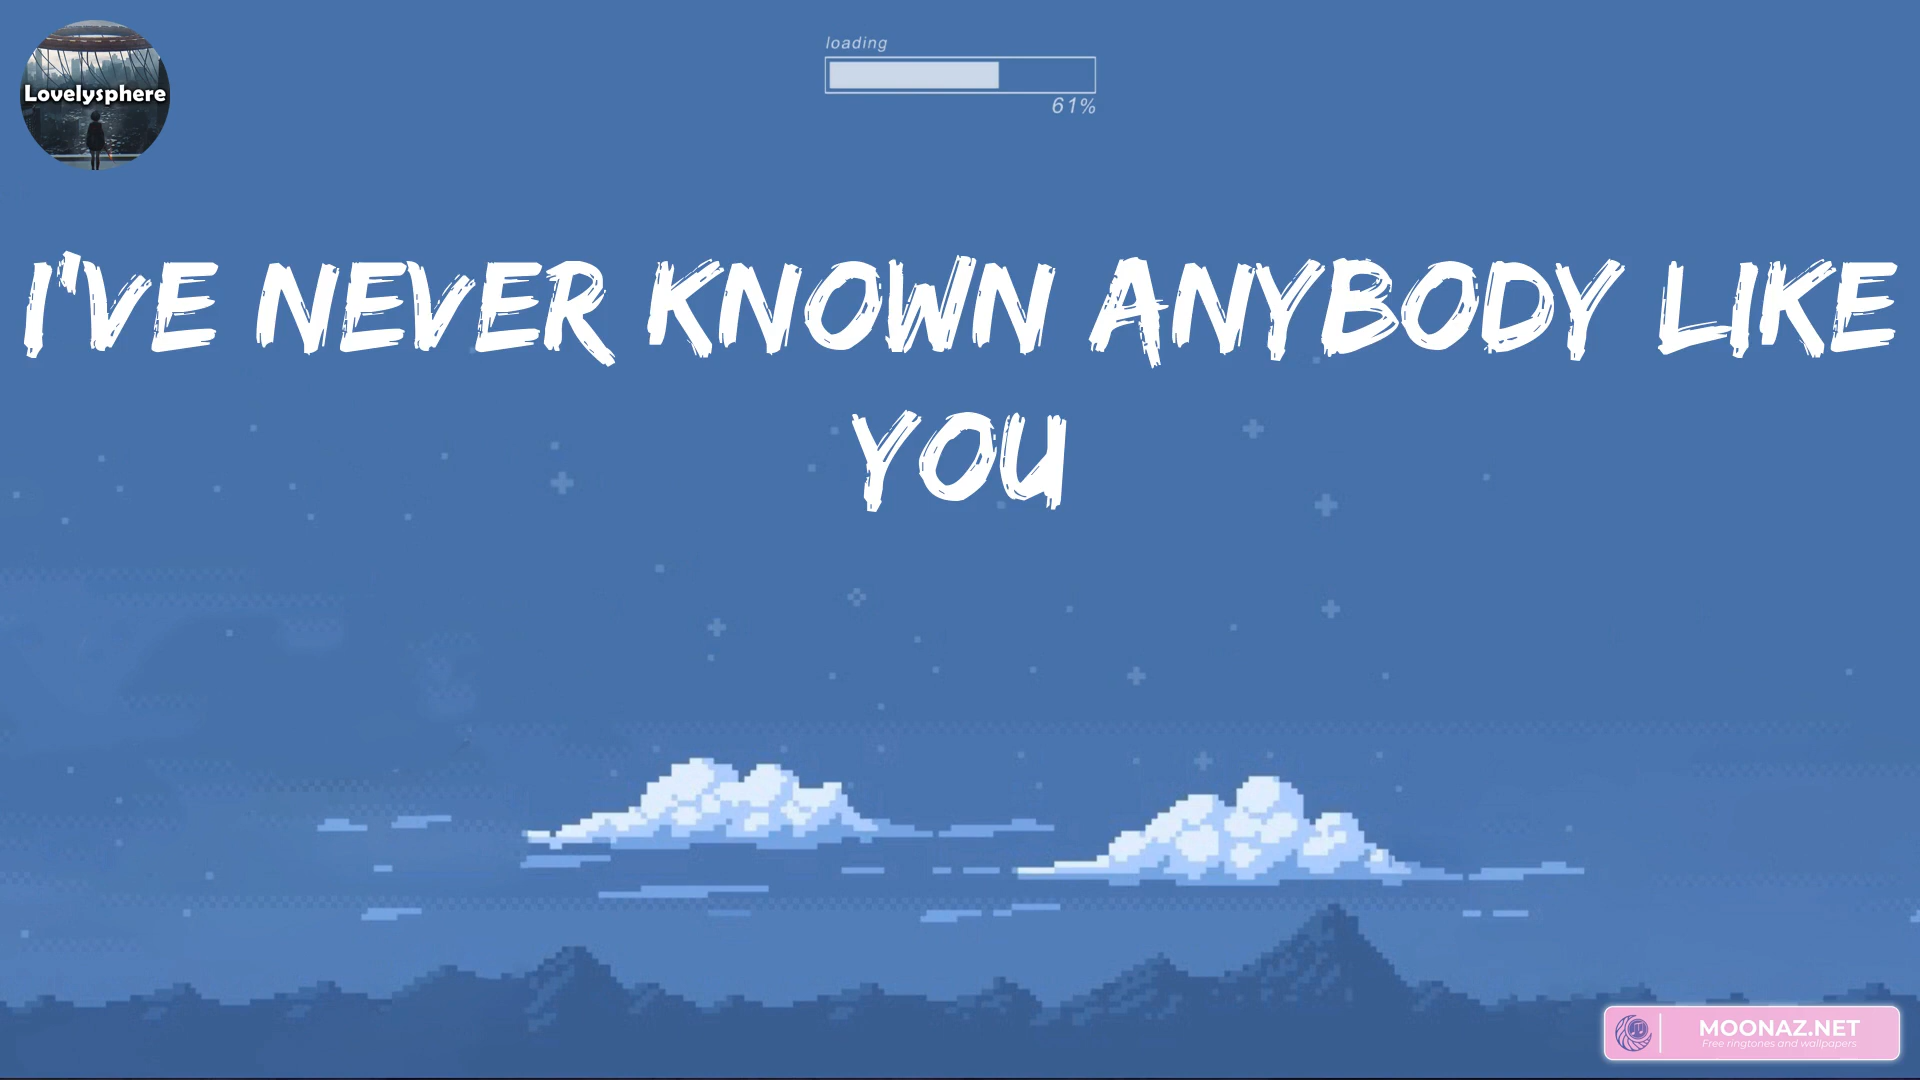 Lovelysphere
loading
61%
I'VE NEVER KNOWN ANYBODY LIKE
YOU
MOONAZ.NET
Free ringtones and wallpapers